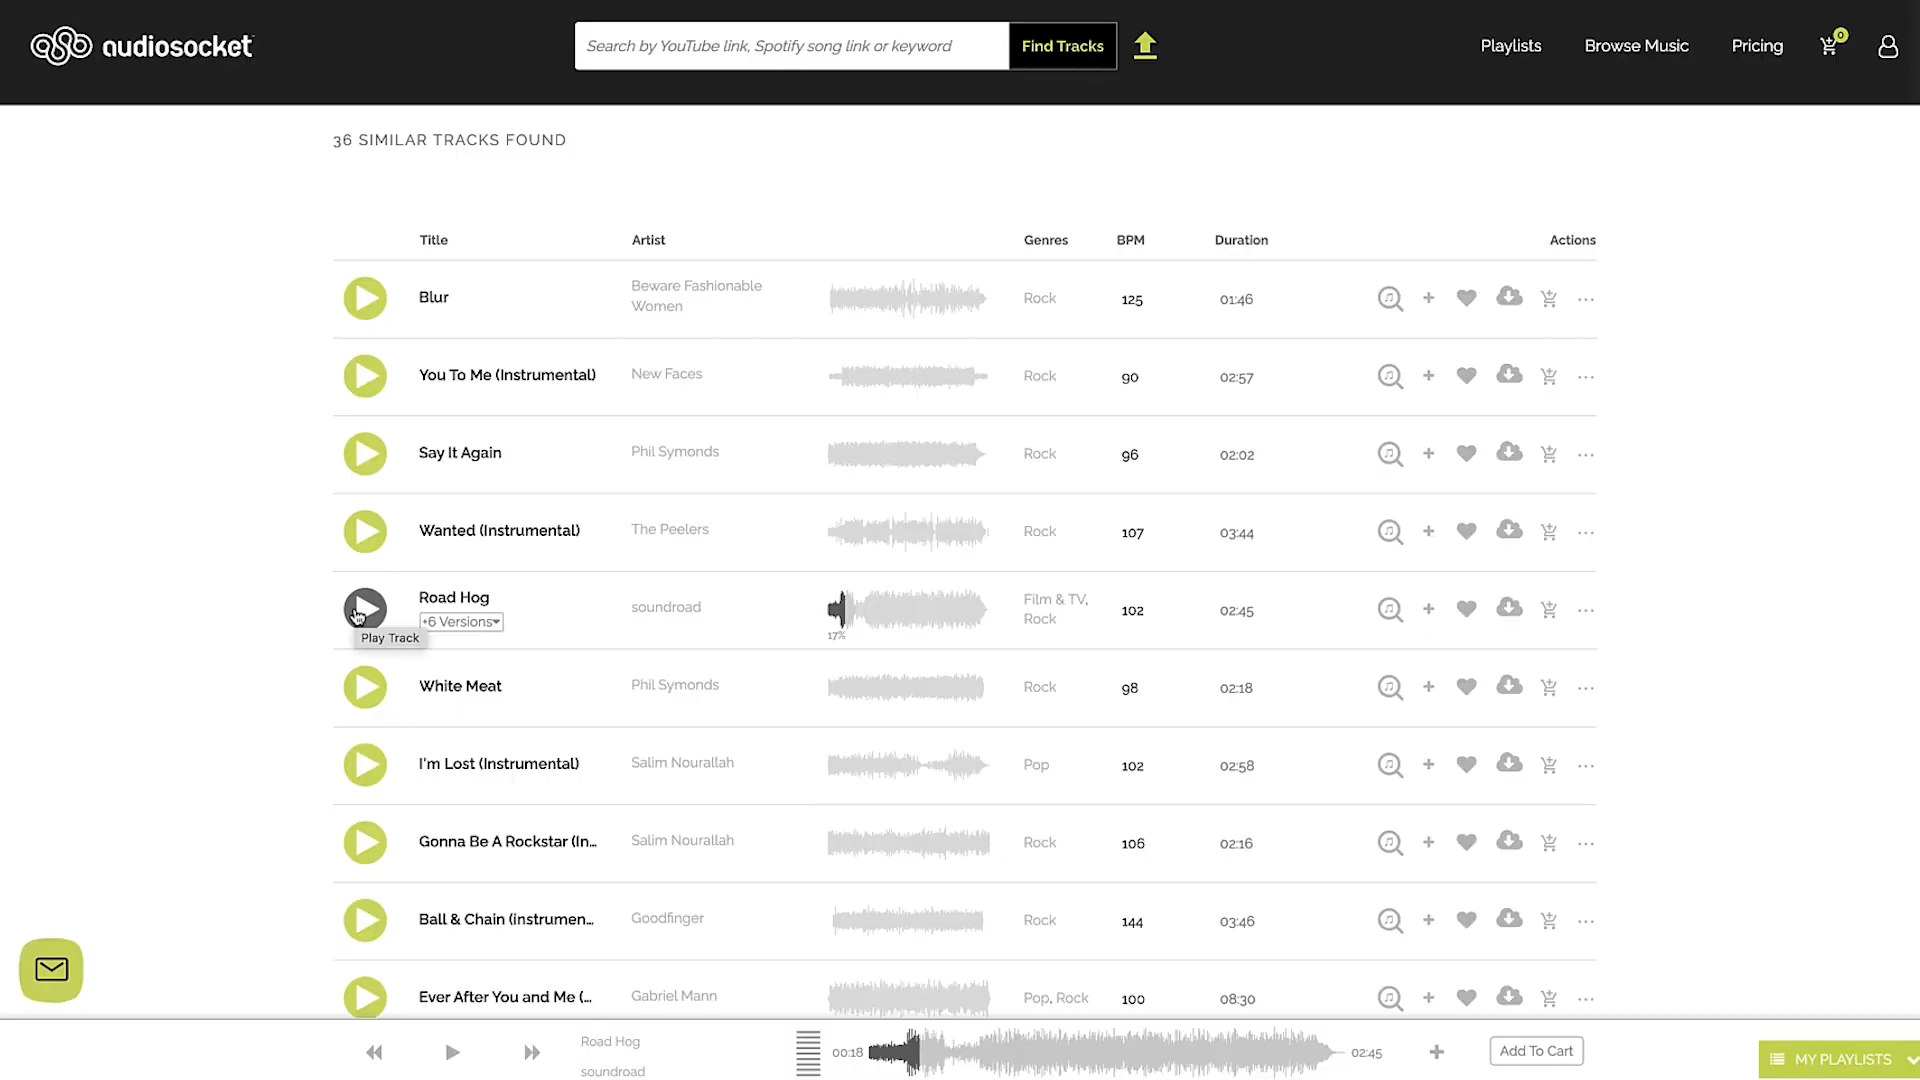 audiosocket
Search by YouTube link, Spotify song link or keyword
Find Tracks
Playlists
Browse Music
Pricing
0
36 SIMILAR TRACKS FOUND
Title Artist Genres BPM Duration Actions
Blur Beware Fashionable Women Rock 125 01:46
You To Me (Instrumental) New Faces Rock 90 02:57
Say It Again Phil Symonds Rock 96 02:02
Wanted (Instrumental) The Peelers Rock 107 03:44
Road Hog soundroad Film & TV, Rock 102 02:45
+6 Versions
17%
Play Track
White Meat Phil Symonds Rock 98 02:18
I'm Lost (Instrumental) Salim Nourallah Pop 102 02:58
Gonna Be A Rockstar (In... Salim Nourallah Rock 106 02:16
Ball & Chain (instrumen... Goodfinger Rock 144 03:46
Ever After You and Me (... Gabriel Mann Pop, Rock 100 08:30
Road Hog
soundroad
00:18
02:45
Add To Cart
MY PLAYLISTS